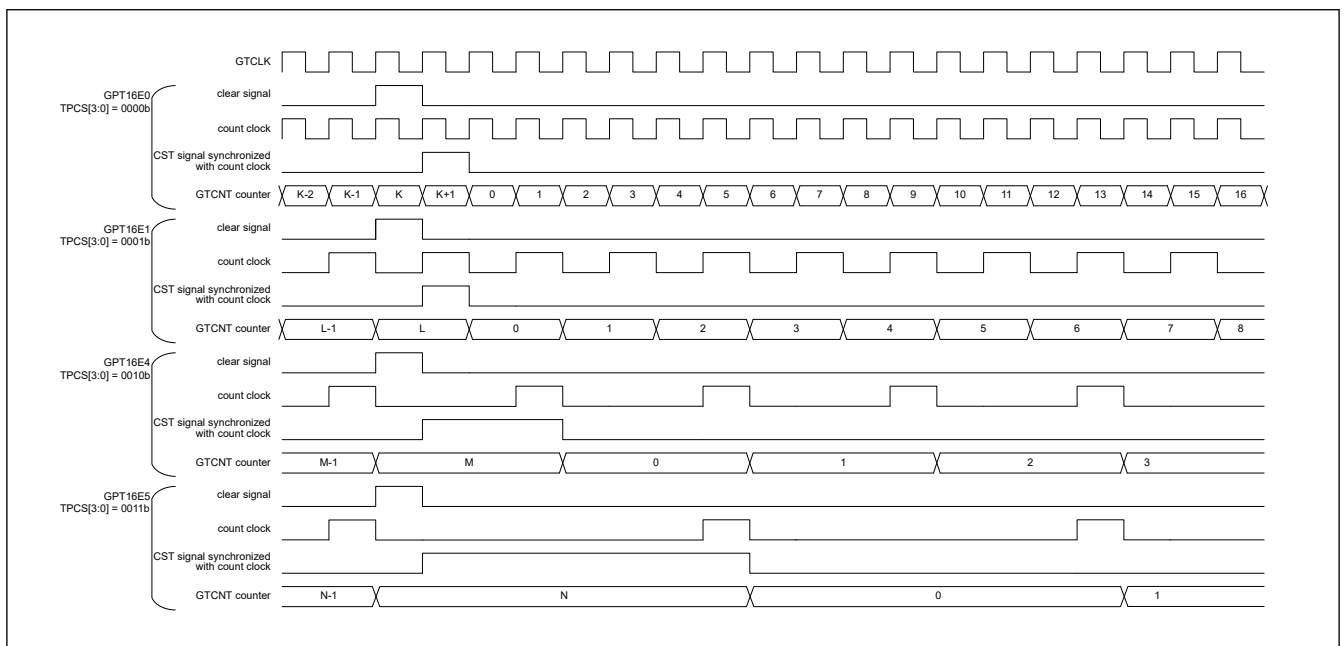 GTCLK
GPT16E0
TPCS[3:0] = 0000b
clear signal
count clock
CST signal synchronized
with count clock
GTCNT counter
K-2 K-1 K K+1 0 1 2 3 4 5 6 7 8 9 10 11 12 13 14 15 16
GPT16E1
TPCS[3:0] = 0001b
clear signal
count clock
CST signal synchronized
with count clock
GTCNT counter
L-1 L 0 1 2 3 4 5 6 7 8
GPT16E4
TPCS[3:0] = 0010b
clear signal
count clock
CST signal synchronized
with count clock
GTCNT counter
M-1 M 0 1 2 3
GPT16E5
TPCS[3:0] = 0011b
clear signal
count clock
CST signal synchronized
with count clock
GTCNT counter
N-1 N 0 1